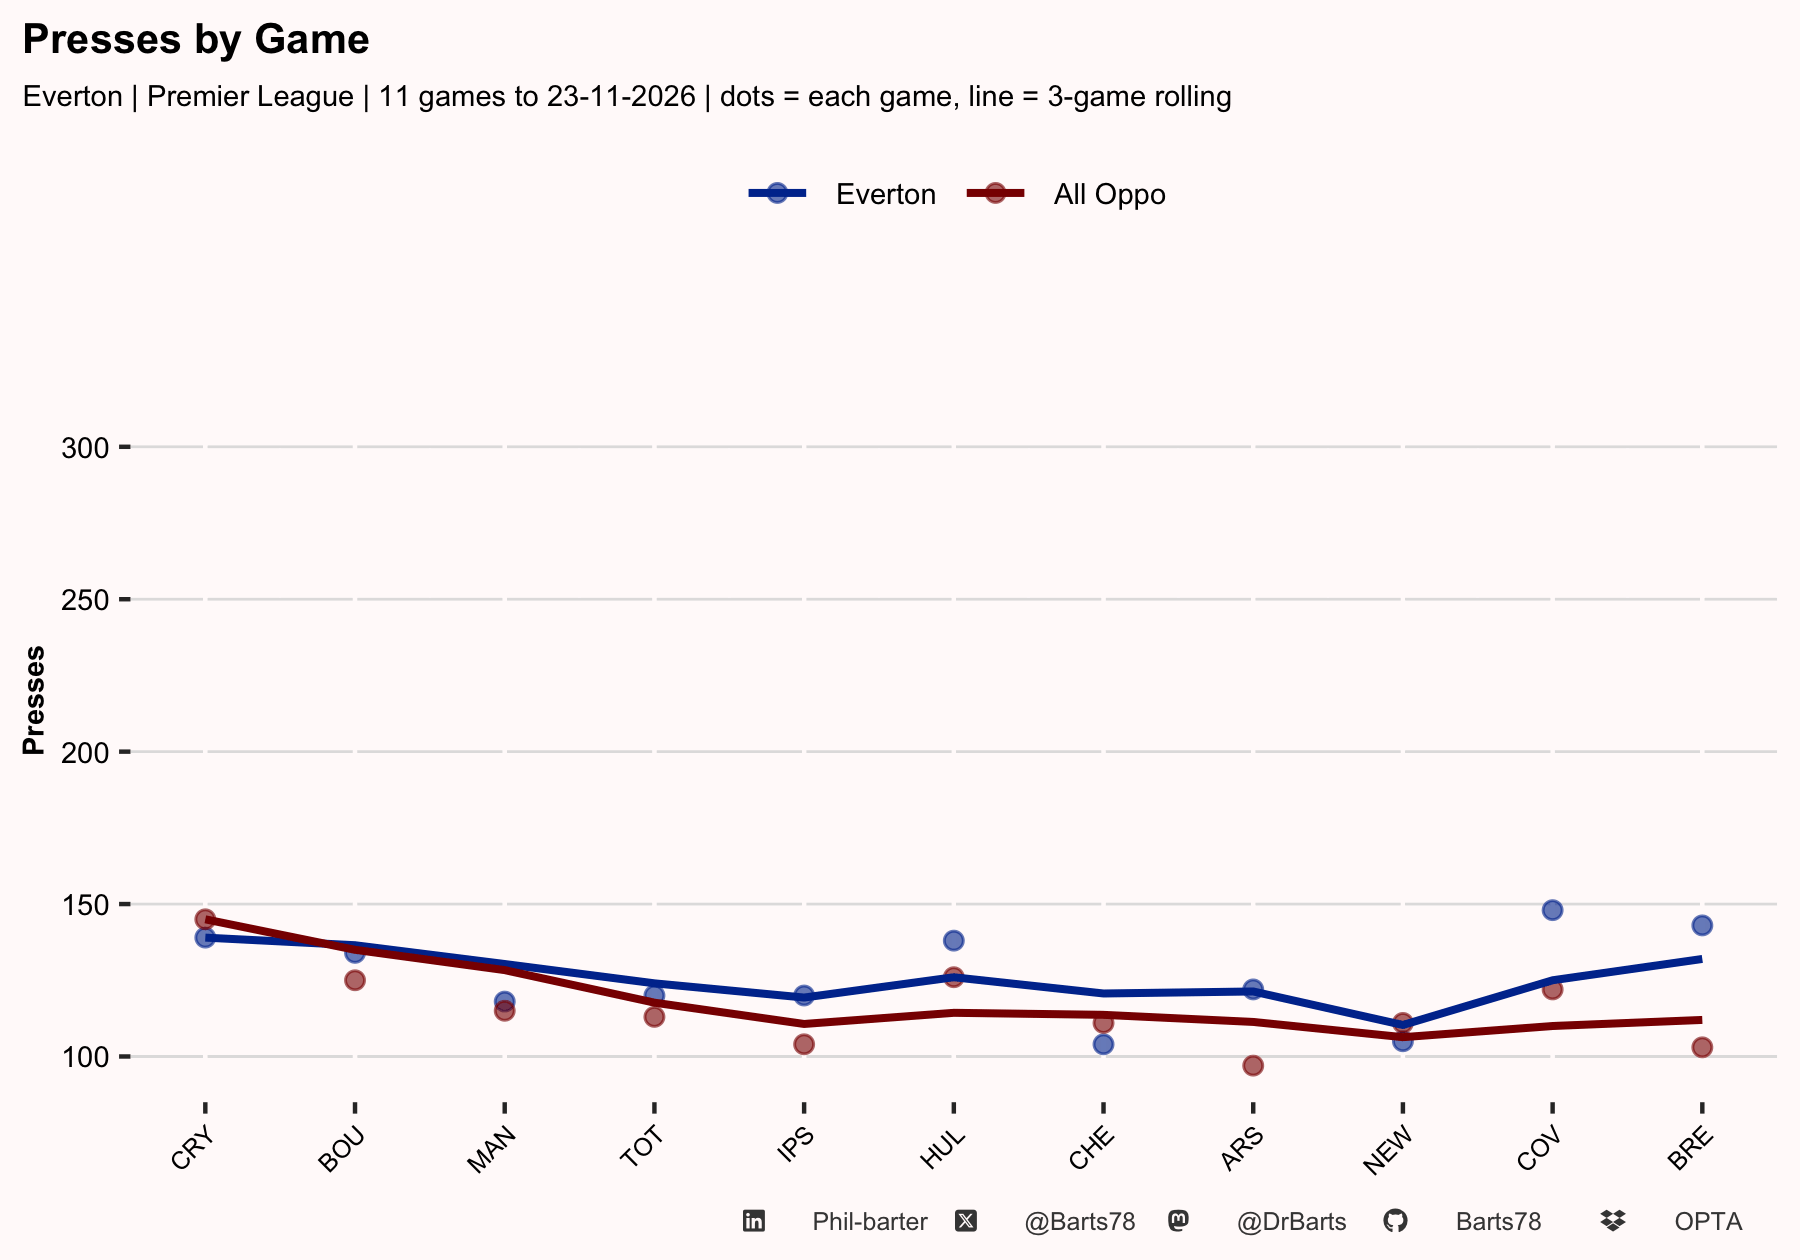 Presses by Game
Everton | Premier League | 11 games to 23-11-2026 | dots = each game, line = 3-game rolling
Everton All Oppo
300
250
200
150
100
Presses
CRY BOU MAN TOT IPS HUL CHE ARS NEW COV BRE
Phil-barter @Barts78 @DrBarts Barts78 OPTA